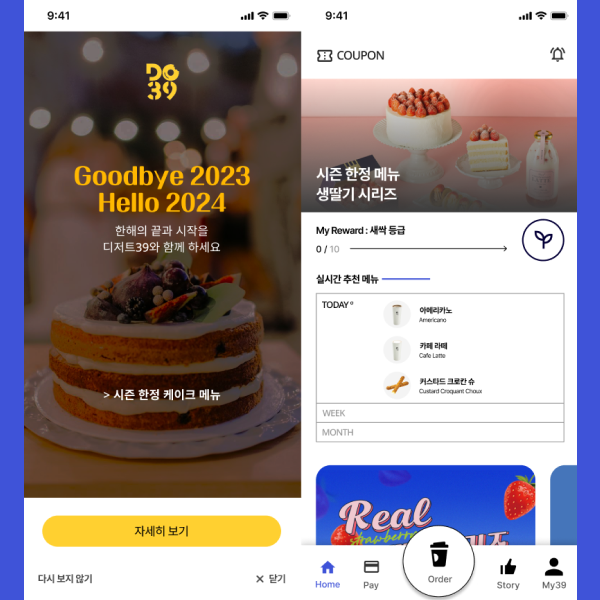 9:41
DO
39
Goodbye 2023
Hello 2024
한해의 끝과 시작을
디저트39와 함께 하세요
> 시즌 한정 케이크 메뉴
자세히 보기
다시 보지 않기
× 닫기
9:41
COUPON
시즌 한정 메뉴
생딸기 시리즈
My Reward : 새싹 등급
0 / 10
실시간 추천 메뉴
TODAY
아메리카노
Americano
카페 라떼
Cafe Latte
커스타드 크로칸 슈
Custard Croquant Choux
WEEK
MONTH
Real
strawberry
Home
Pay
Order
Story
My39